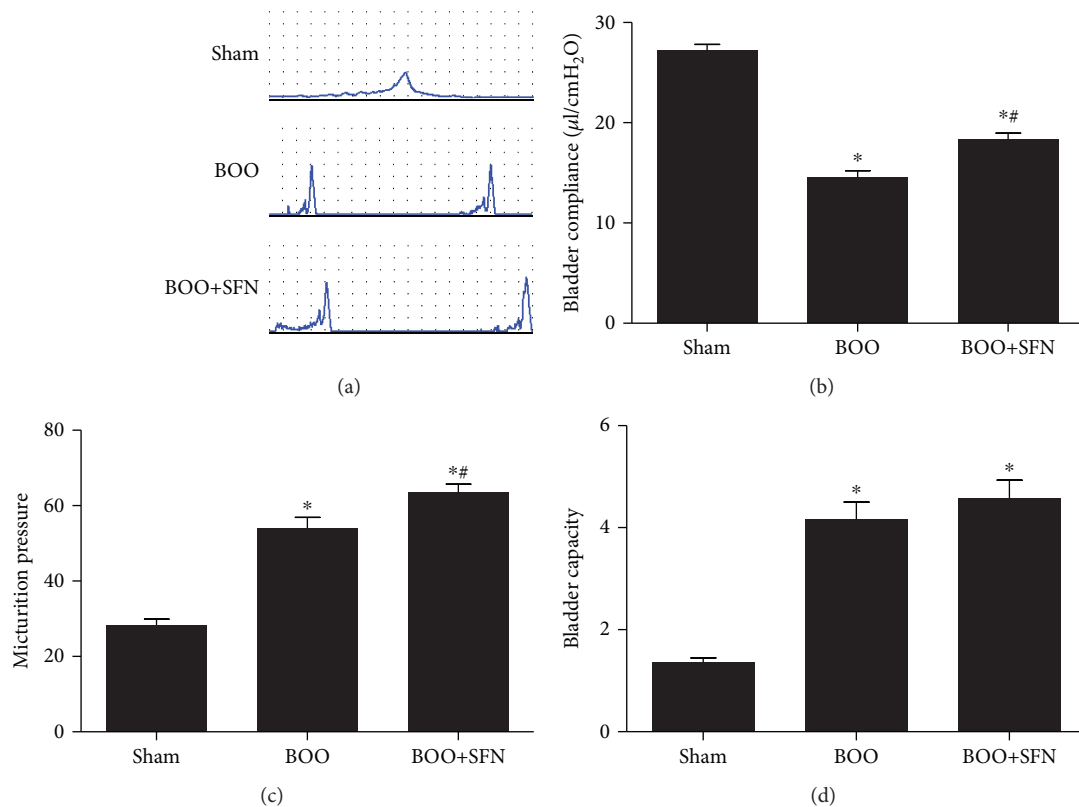 Sham
BOO
BOO+SFN
(a)
30
20
10
0
Bladder compliance (μl/cmH₂O)
*
*#
Sham BOO BOO+SFN
(b)
80
60
40
20
0
Micturition pressure
*
*#
Sham BOO BOO+SFN
(c)
6
4
2
0
Bladder capacity
*
*
Sham BOO BOO+SFN
(d)